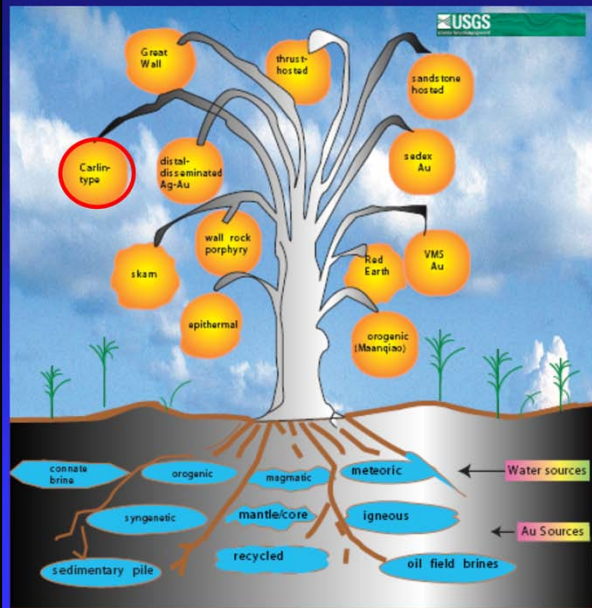 USGS
Great
Wall
thrust-
hosted
sandstone
hosted
Carlin-
type
distal-
disseminated
Ag-Au
sedex
Au
wall rock
porphyry
VMS
Au
Red
Earth
skarn
epithermal
orogenic
(Maanqiao)
connate
brine
orogenic
magmatic
meteoric
Water sources
syngenetic
mantle/core
igneous
Au Sources
sedimentary pile
recycled
oil field brines